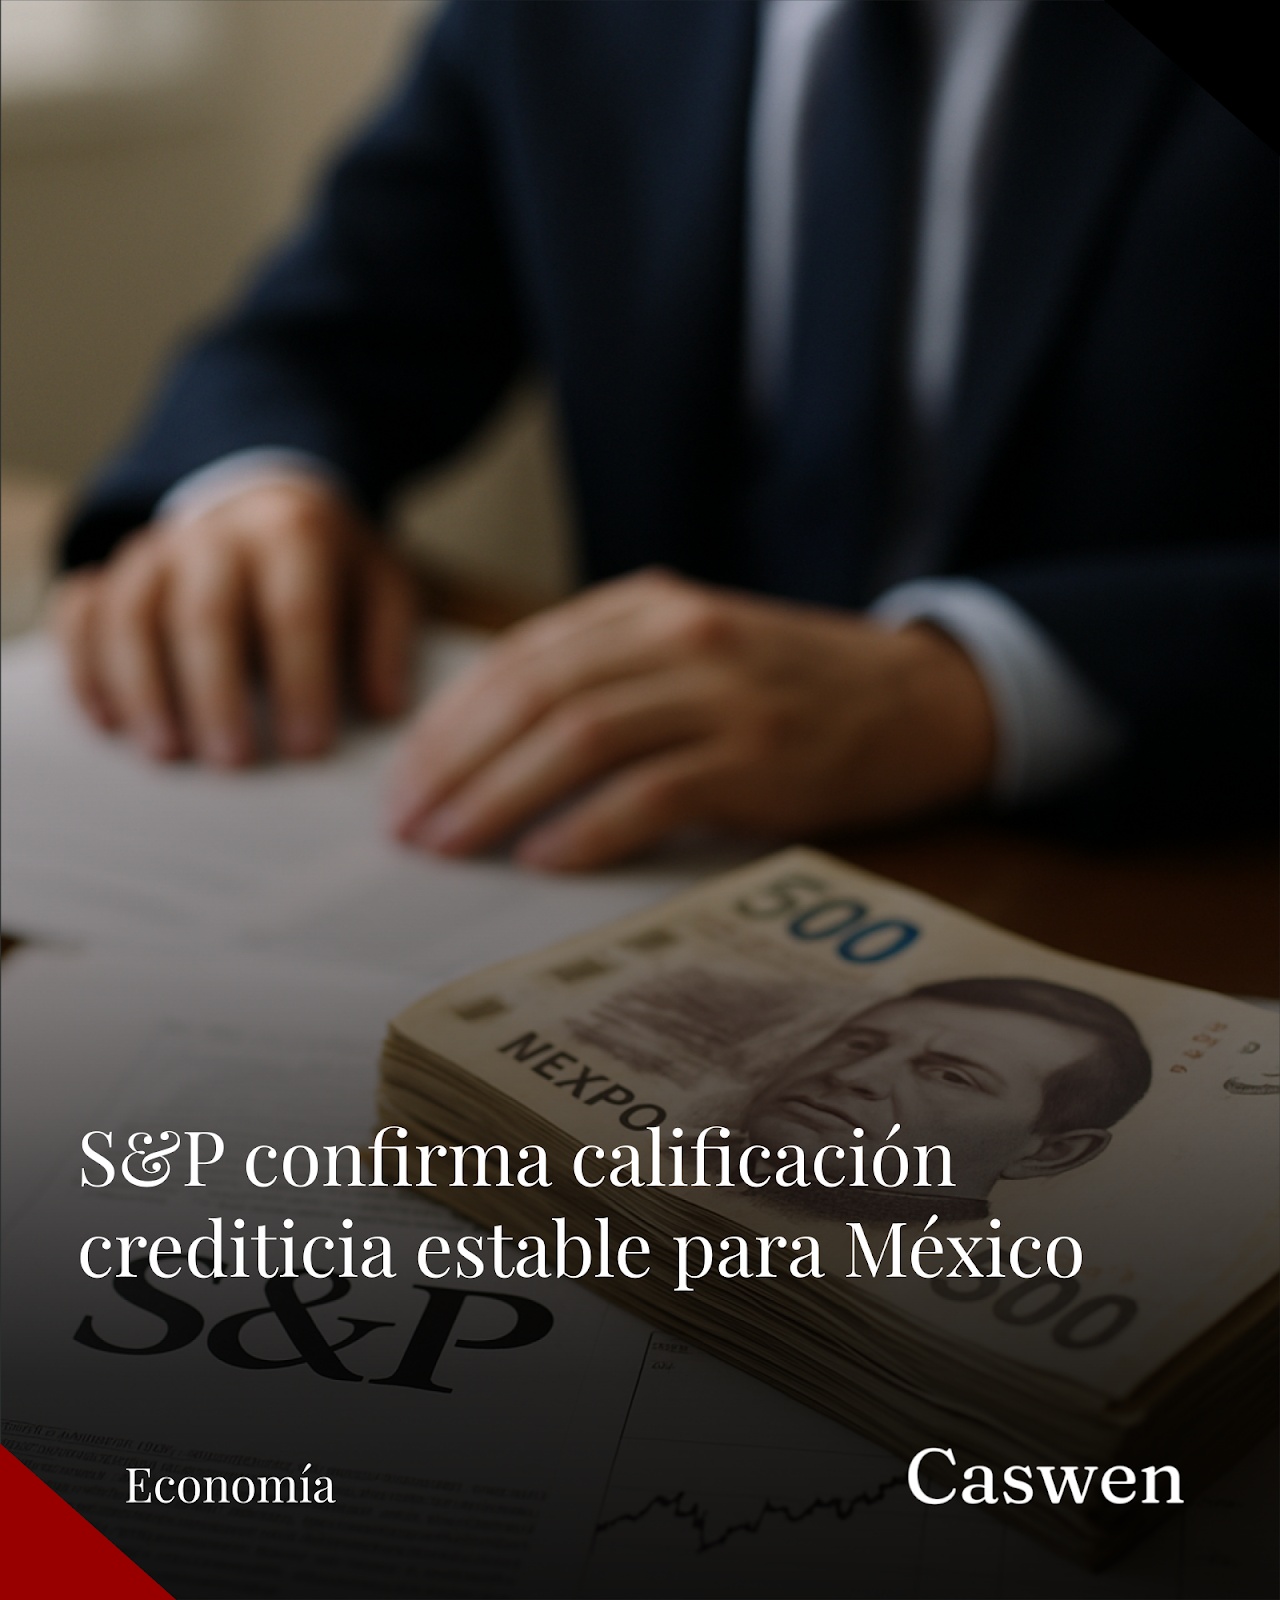 500
NEXPO
S&P confirma calificación
crediticia estable para México
500
S&P
Economía
Caswen